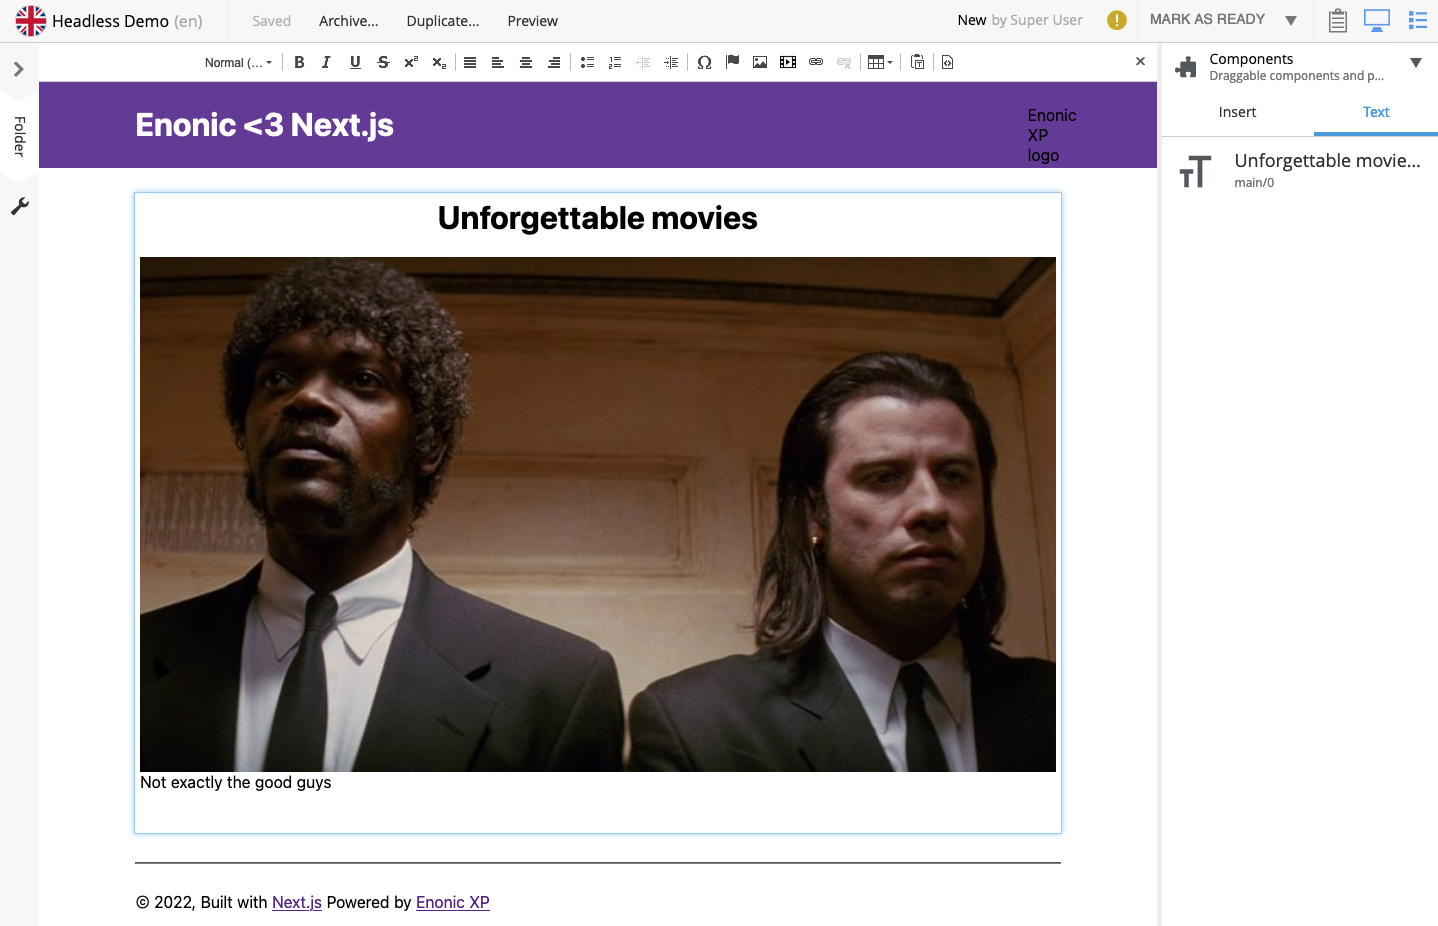 Headless Demo (en)
Saved Archive... Duplicate... Preview
New by Super User
MARK AS READY
Folder
Normal (...
B I U S x² x₂
Components
Draggable components and p...
Insert Text
Unforgettable movie...
main/0
Enonic <3 Next.js
Enonic
XP
logo
Unforgettable movies
Not exactly the good guys
© 2022, Built with Next.js Powered by Enonic XP